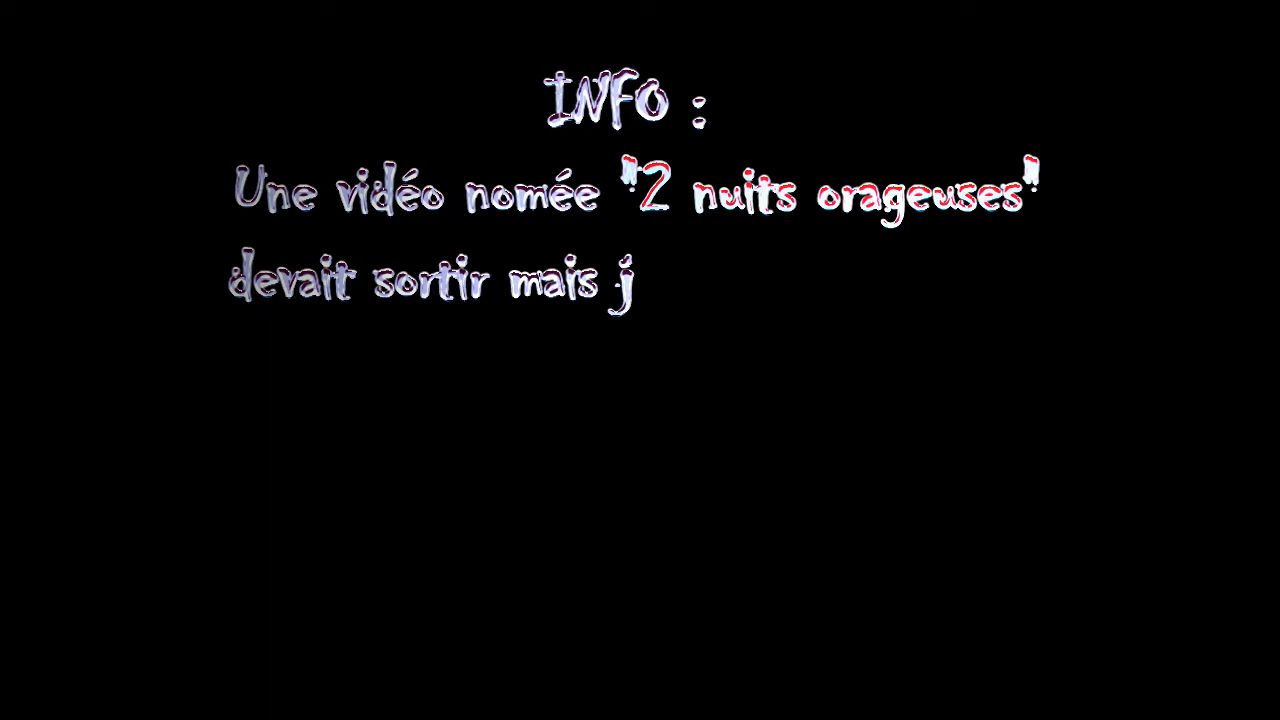 INFO :
Une vidéo nomée "2 nuits orageuses"
devait sortir mais j